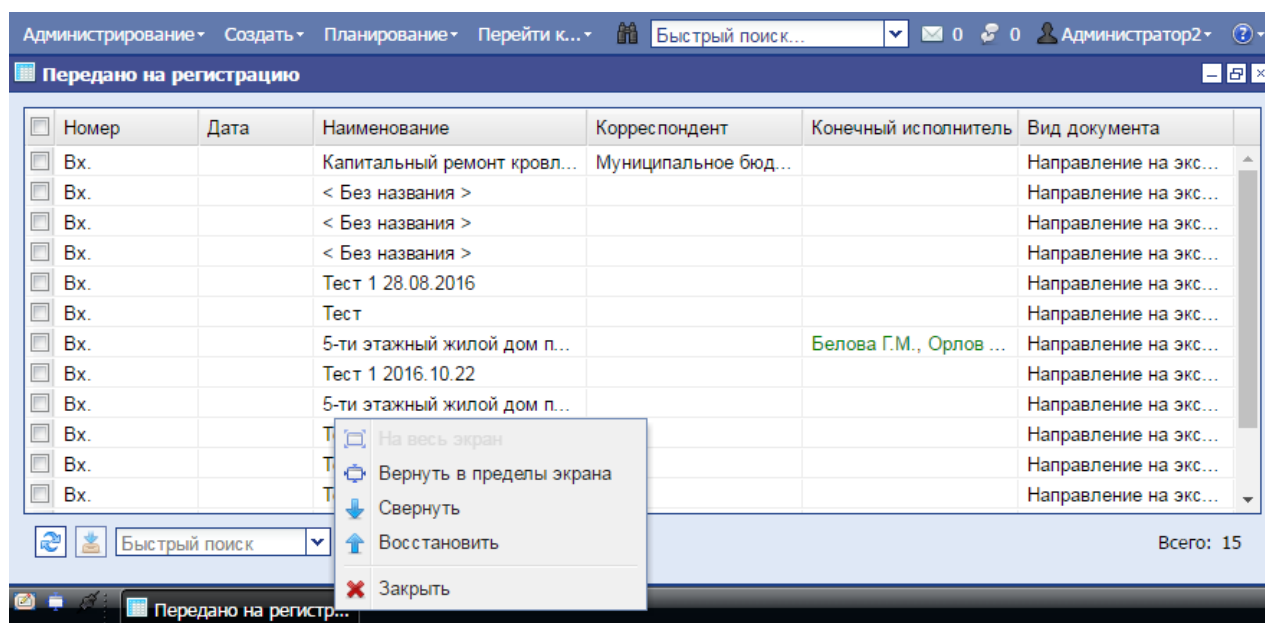 Администрирование Создать Планирование Перейти к... Быстрый поиск... 0 0 Администратор2 ?
Передано на регистрацию
Номер Дата Наименование Корреспондент Конечный исполнитель Вид документа
Вх. Капитальный ремонт кровл... Муниципальное бюд... Направление на экс...
Вх. < Без названия > Направление на экс...
Вх. < Без названия > Направление на экс...
Вх. < Без названия > Направление на экс...
Вх. Тест 1 28.08.2016 Направление на экс...
Вх. Тест Направление на экс...
Вх. 5-ти этажный жилой дом п... Белова Г.М., Орлов ... Направление на экс...
Вх. Тест 1 2016.10.22 Направление на экс...
Вх. 5-ти этажный жилой дом п... Направление на экс...
Вх. Направление на экс...
Вх. Направление на экс...
Вх. Направление на экс...
На весь экран
Вернуть в пределы экрана
Свернуть
Восстановить
Закрыть
Быстрый поиск Всего: 15
Передано на регистр...